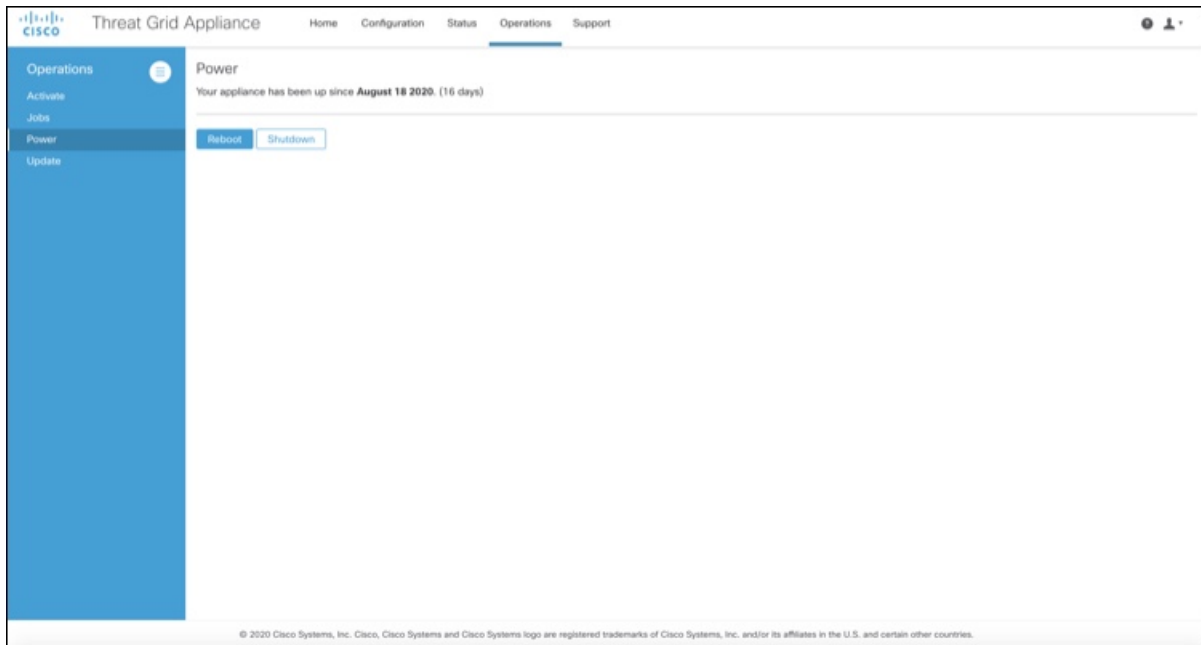 CISCO
Threat Grid Appliance
Home Configuration Status Operations Support
Operations
Activate
Jobs
Power
Update
Power
Your appliance has been up since August 18 2020. (16 days)
Reboot Shutdown
© 2020 Cisco Systems, Inc. Cisco, Cisco Systems and Cisco Systems logo are registered trademarks of Cisco Systems, Inc. and/or its affiliates in the U.S. and certain other countries.